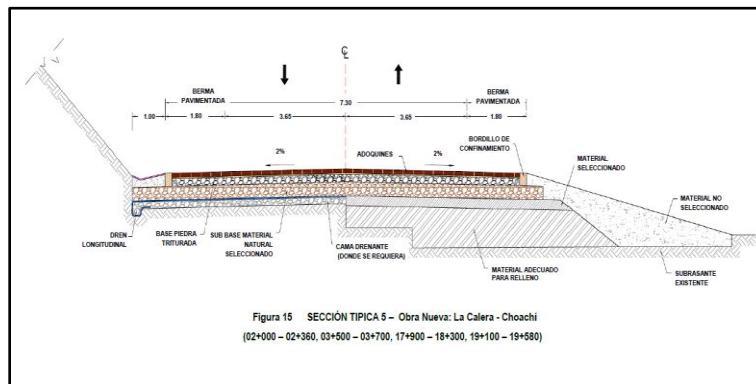 ℄
BERMA
PAVIMENTADA
7.30
BERMA
PAVIMENTADA
1.00
1.80
3.65
3.65
1.80
BORDILLO DE
CONFINAMIENTO
2%
ADOQUINES
2%
MATERIAL
SELECCIONADO
MATERIAL NO
SELECCIONADO
DREN
LONGITUDINAL
BASE PIEDRA
TRITURADA
SUB BASE MATERIAL
NATURAL
SELECCIONADO
CAMA DRENANTE
(DONDE SE REQUIERA)
MATERIAL ADECUADO
PARA RELLENO
SUBRASANTE
EXISTENTE
Figura 15 SECCIÓN TIPICA 5 – Obra Nueva: La Calera - Choachí
(02+000 – 02+360, 03+500 – 03+700, 17+900 – 18+300, 19+100 – 19+580)